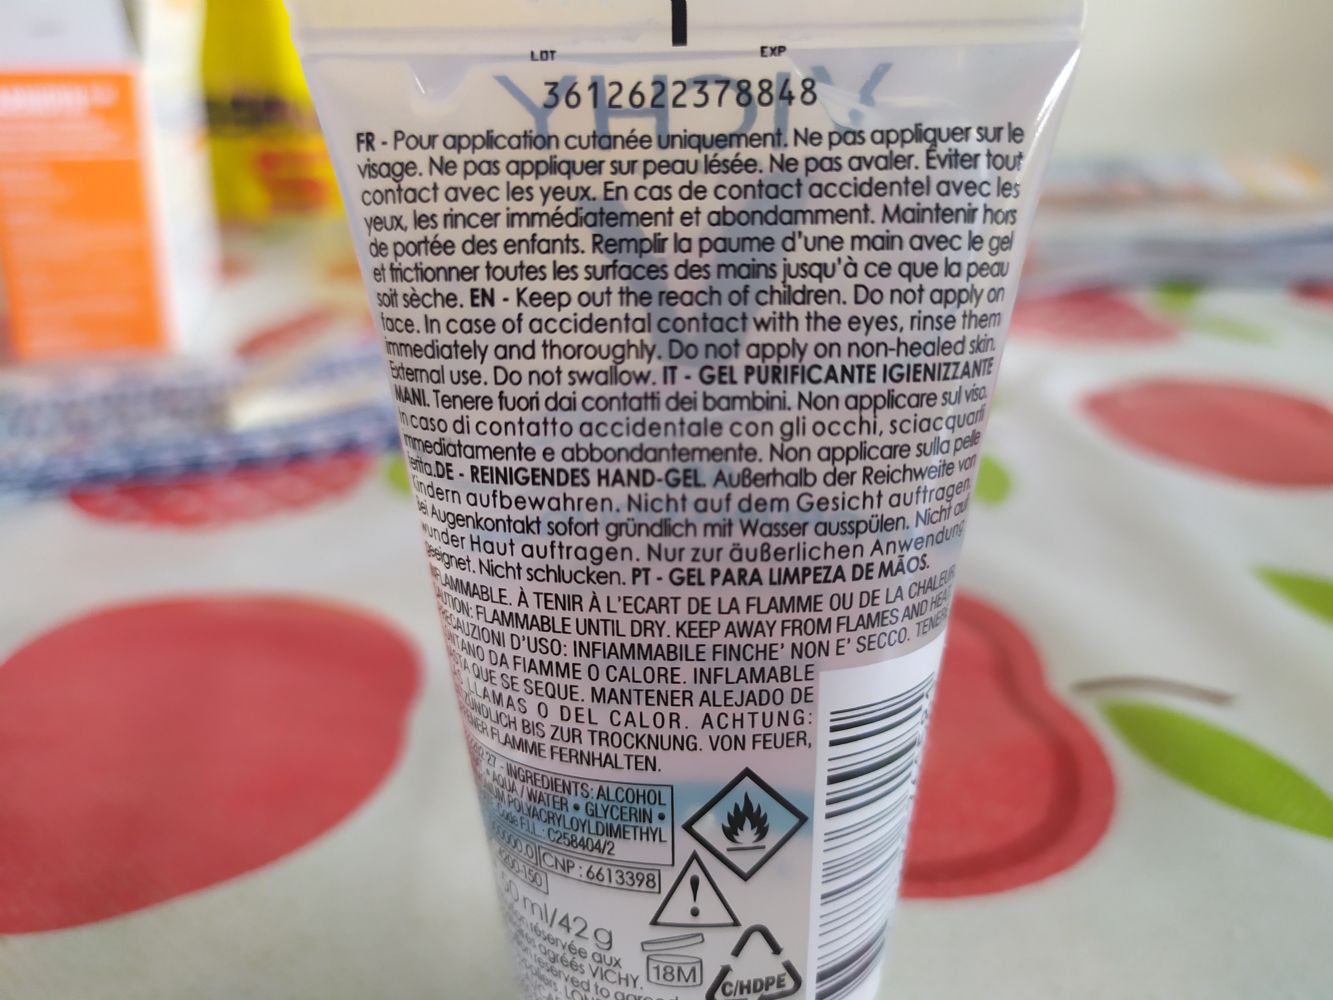 LOT EXP
3612622378848
FR - Pour application cutanée uniquement. Ne pas appliquer sur le
visage. Ne pas appliquer sur peau lésée. Ne pas avaler. Éviter tout
contact avec les yeux. En cas de contact accidentel avec les
yeux, les rincer immédiatement et abondamment. Maintenir hors
de portée des enfants. Remplir la paume d'une main avec le gel
et frictionner toutes les surfaces des mains jusqu'à ce que la peau
soit sèche. EN - Keep out the reach of children. Do not apply on
face. In case of accidental contact with the eyes, rinse them
immediately and thoroughly. Do not apply on non-healed skin.
External use. Do not swallow. IT - GEL PURIFICANTE IGIENIZZANTE
MANI. Tenere fuori dai contatti dei bambini. Non applicare sul viso.
In caso di contatto accidentale con gli occhi, sciacquarli
immediatamente e abbondantemente. Non applicare sulla pelle
ferita. DE - REINIGENDES HAND-GEL. Außerhalb der Reichweite von
Kindern aufbewahren. Nicht auf dem Gesicht auftragen.
Bei Augenkontakt sofort gründlich mit Wasser ausspülen. Nicht auf
wunder Haut auftragen. Nur zur äußerlichen Anwendung
geeignet. Nicht schlucken. PT - GEL PARA LIMPEZA DE MÃOS.
INFLAMMABLE. À TENIR À L'ECART DE LA FLAMME OU DE LA CHALEUR.
CAUTION: FLAMMABLE UNTIL DRY. KEEP AWAY FROM FLAMES AND HEAT.
PRECAUZIONI D'USO: INFIAMMABILE FINCHE' NON E' SECCO. TENERE
LONTANO DA FIAMME O CALORE. INFLAMABLE
HASTA QUE SE SEQUE. MANTENER ALEJADO DE
LLAMAS O DEL CALOR. ACHTUNG:
ENTZÜNDLICH BIS ZUR TROCKNUNG. VON FEUER,
FLAMME FERNHALTEN.
27 - INGREDIENTS: ALCOHOL
• AQUA / WATER • GLYCERIN •
POLYACRYLOYLDIMETHYL
Code F.I.L.: C258404/2
CNP : 6613398
50 ml/42 g
réservée aux
agréés VICHY.
reserved to
18M
C/HDPE